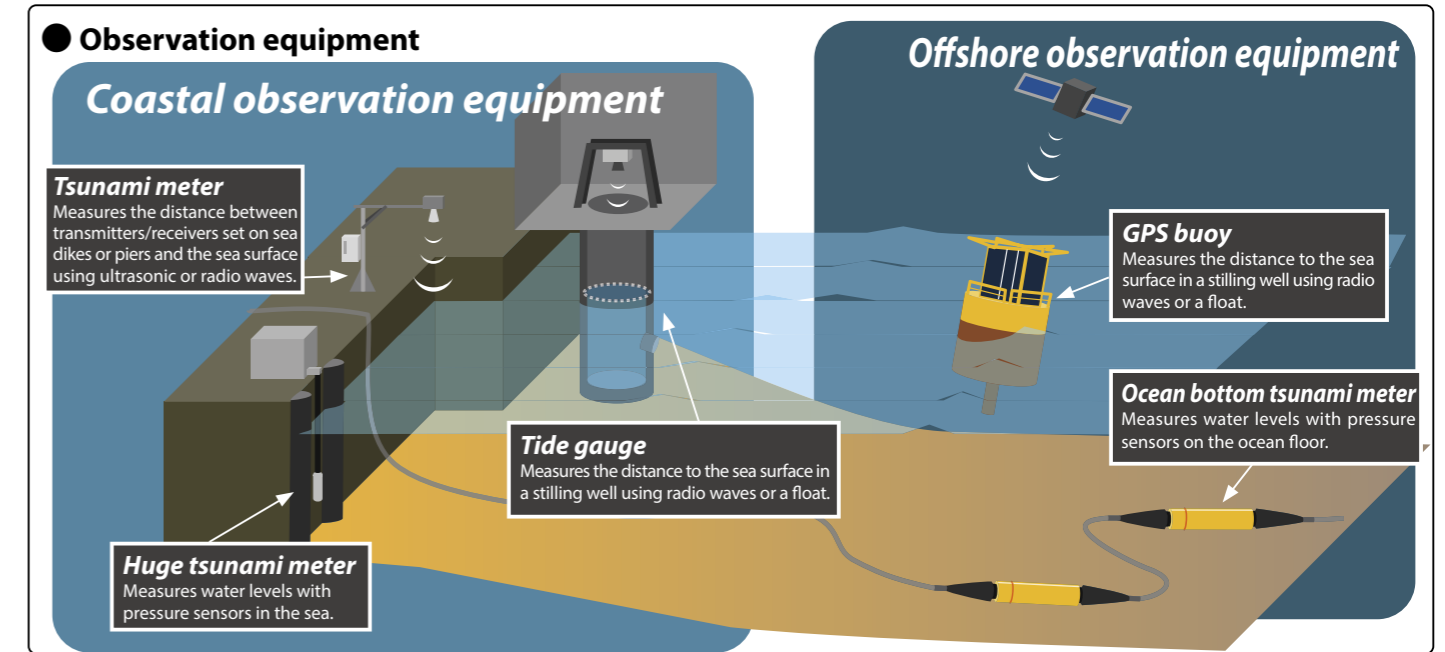 ● Observation equipment
Coastal observation equipment
Offshore observation equipment
Tsunami meter
Measures the distance between
transmitters/receivers set on sea
dikes or piers and the sea surface
using ultrasonic or radio waves.
GPS buoy
Measures the distance to the sea
surface in a stilling well using radio
waves or a float.
Ocean bottom tsunami meter
Measures water levels with pressure
sensors on the ocean floor.
Tide gauge
Measures the distance to the sea surface in
a stilling well using radio waves or a float.
Huge tsunami meter
Measures water levels with
pressure sensors in the sea.